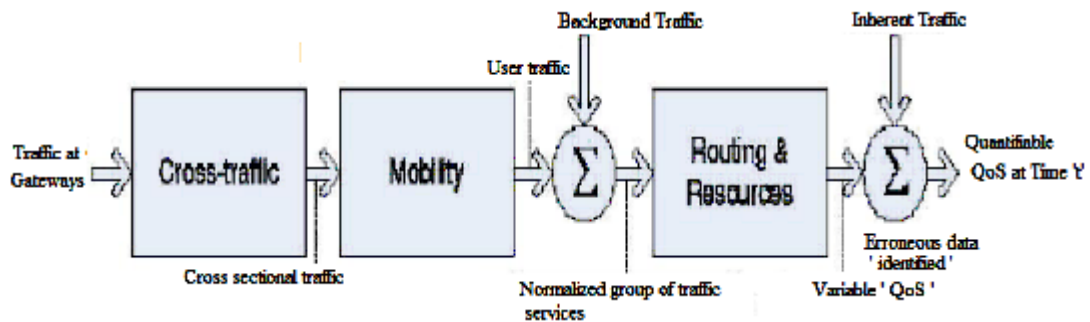 Background Traffic
Inherent Traffic
User traffic
Traffic at
Gateways
Cross-traffic
Mobility
Σ
Routing &
Resources
Σ
Quantifiable
QoS at Time 't'
Cross sectional traffic
Normalized group of traffic
services
Erroneous data
' identified '
Variable ' QoS '